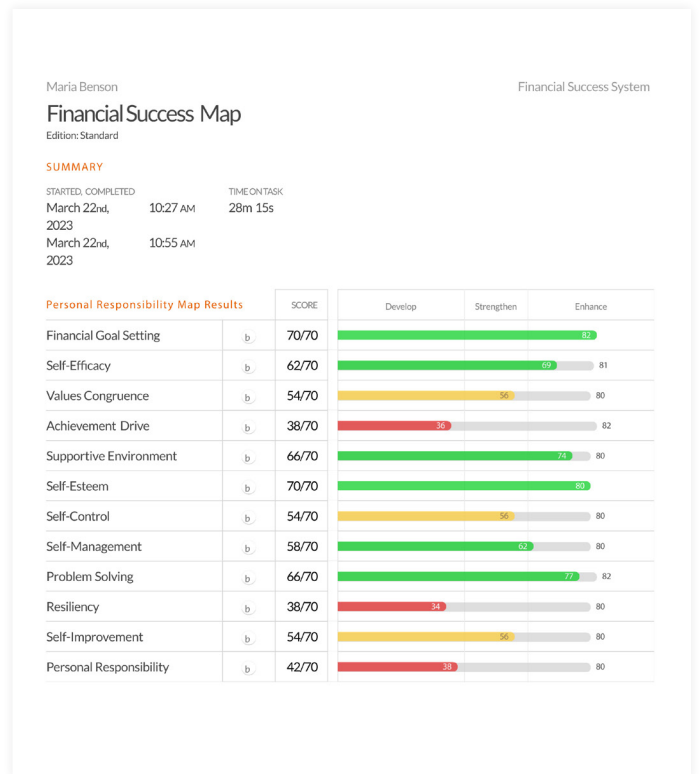 Maria Benson Financial Success System
Financial Success Map
Edition: Standard
SUMMARY
STARTED, COMPLETED TIME ON TASK
March 22nd, 10:27 AM 28m 15s
2023
March 22nd, 10:55 AM
2023
Personal Responsibility Map Results SCORE Develop Strengthen Enhance
Financial Goal Setting b 70/70 82
Self-Efficacy b 62/70 69 81
Values Congruence b 54/70 56 80
Achievement Drive b 38/70 36 82
Supportive Environment b 66/70 74 80
Self-Esteem b 70/70 80
Self-Control b 54/70 56 80
Self-Management b 58/70 62 80
Problem Solving b 66/70 77 82
Resiliency b 38/70 34 80
Self-Improvement b 54/70 56 80
Personal Responsibility b 42/70 38 80